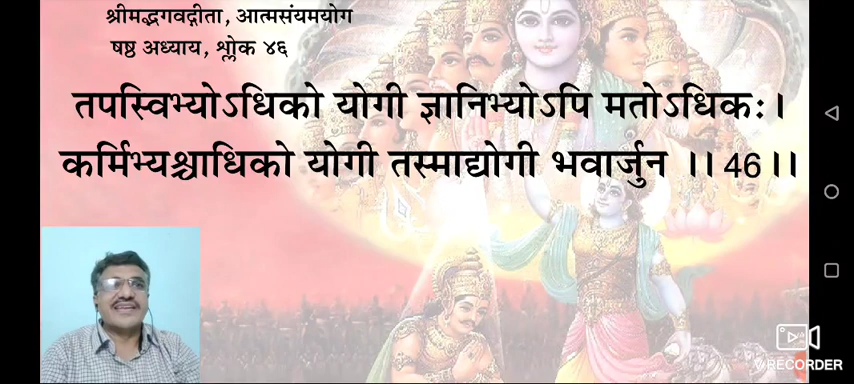 श्रीमद्भगवद्गीता, आत्मसंयमयोग
षष्ठ अध्याय, श्लोक ४६
तपस्विभ्योऽधिको योगी ज्ञानिभ्योऽपि मतोऽधिकः।
कर्मिभ्यश्चाधिको योगी तस्माद्योगी भवार्जुन ।। 46।।
RECORDER